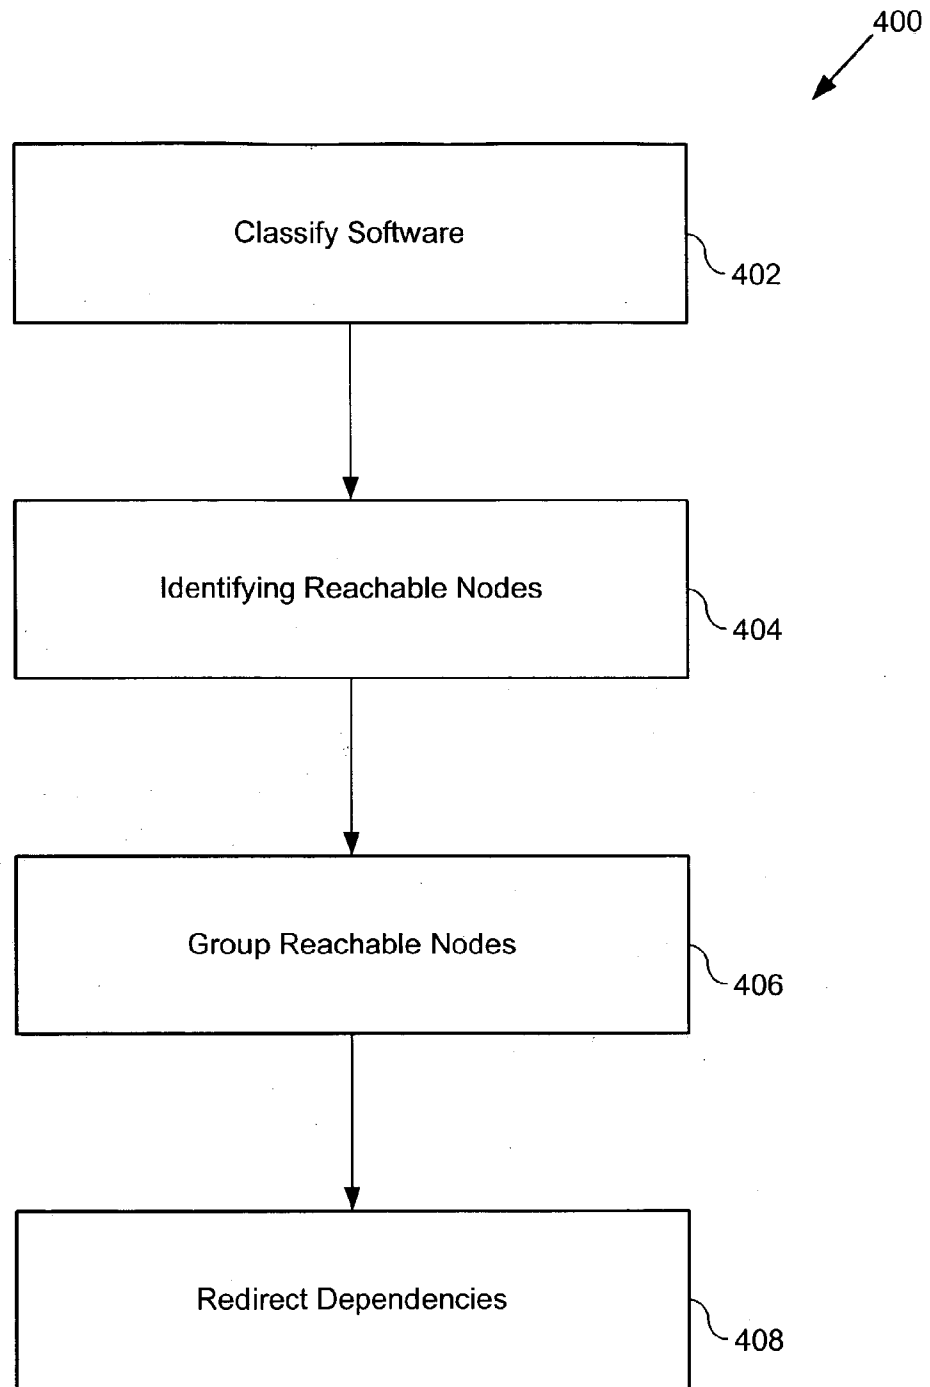 400
Classify Software
402
Identifying Reachable Nodes
404
Group Reachable Nodes
406
Redirect Dependencies
408